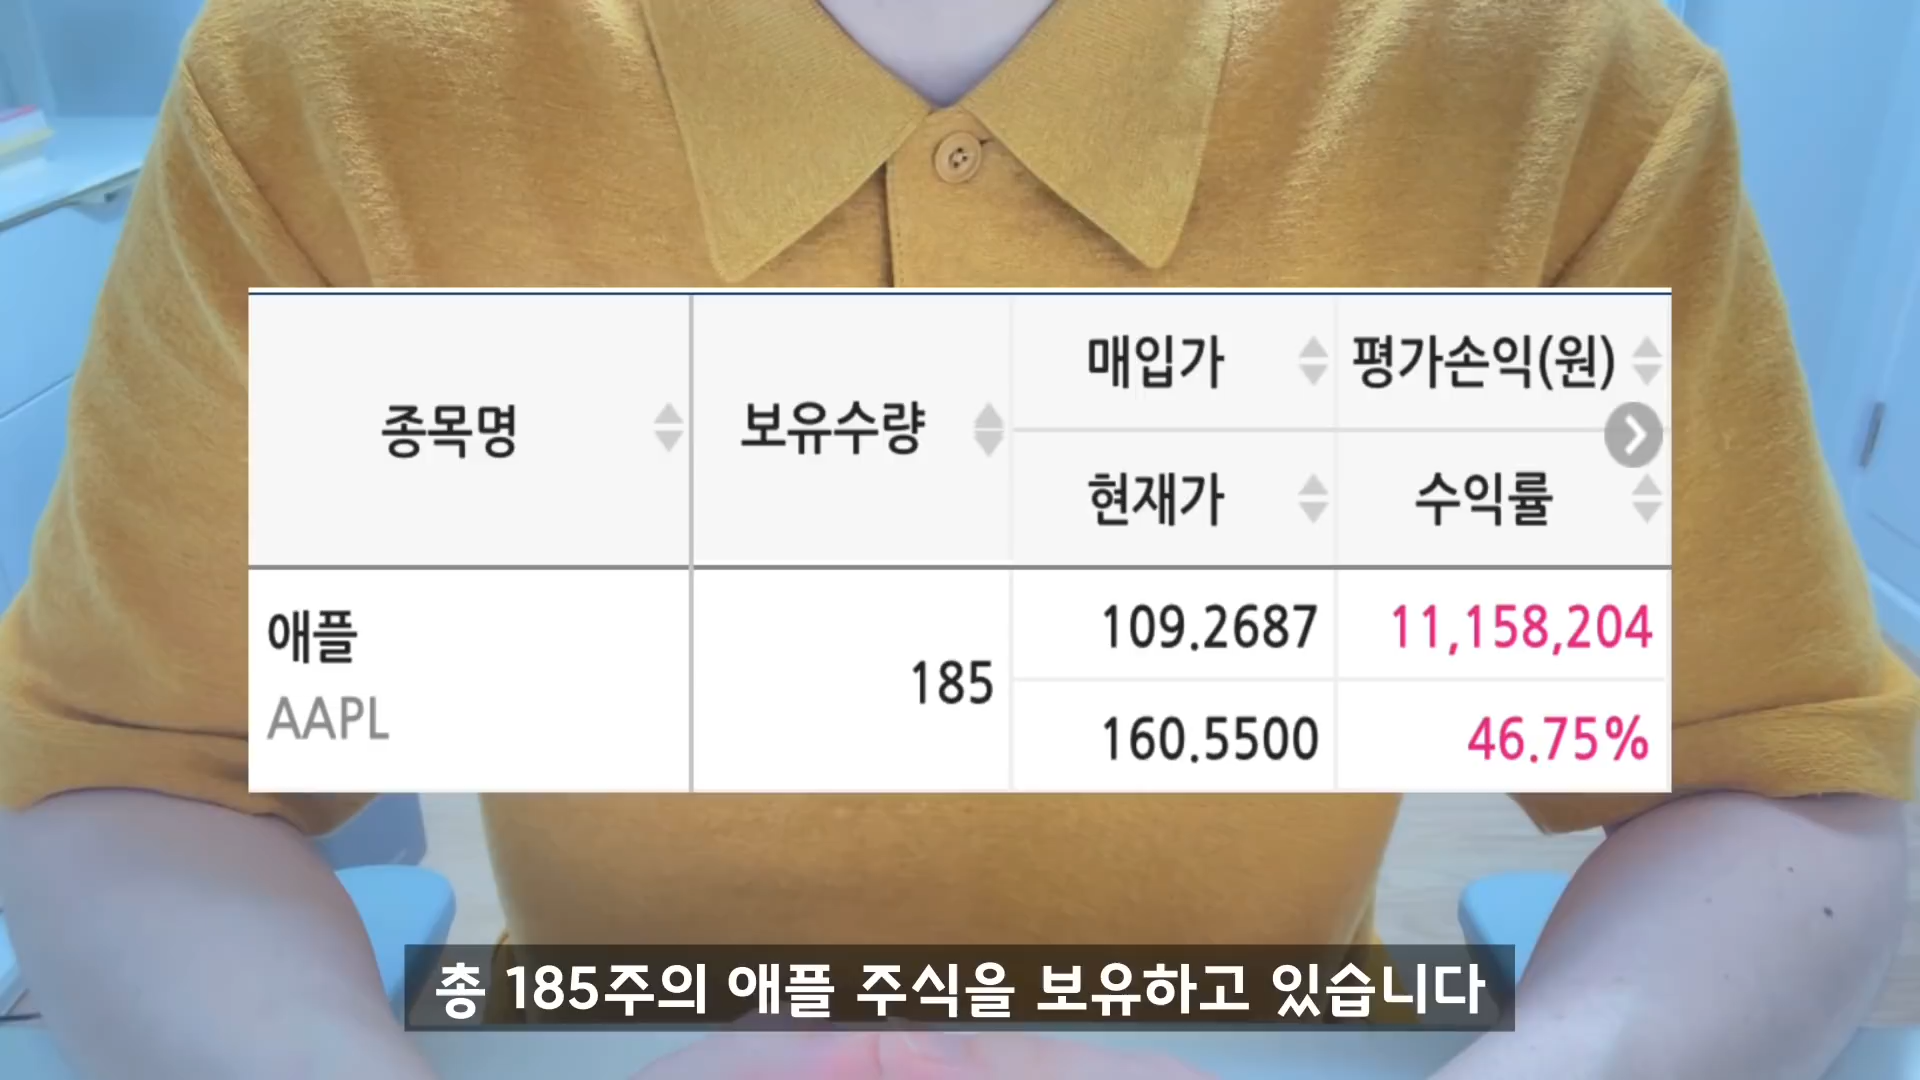 종목명
보유수량
매입가
평가손익(원)
현재가
수익률
애플
AAPL
185
109.2687
11,158,204
160.5500
46.75%
총 185주의 애플 주식을 보유하고 있습니다